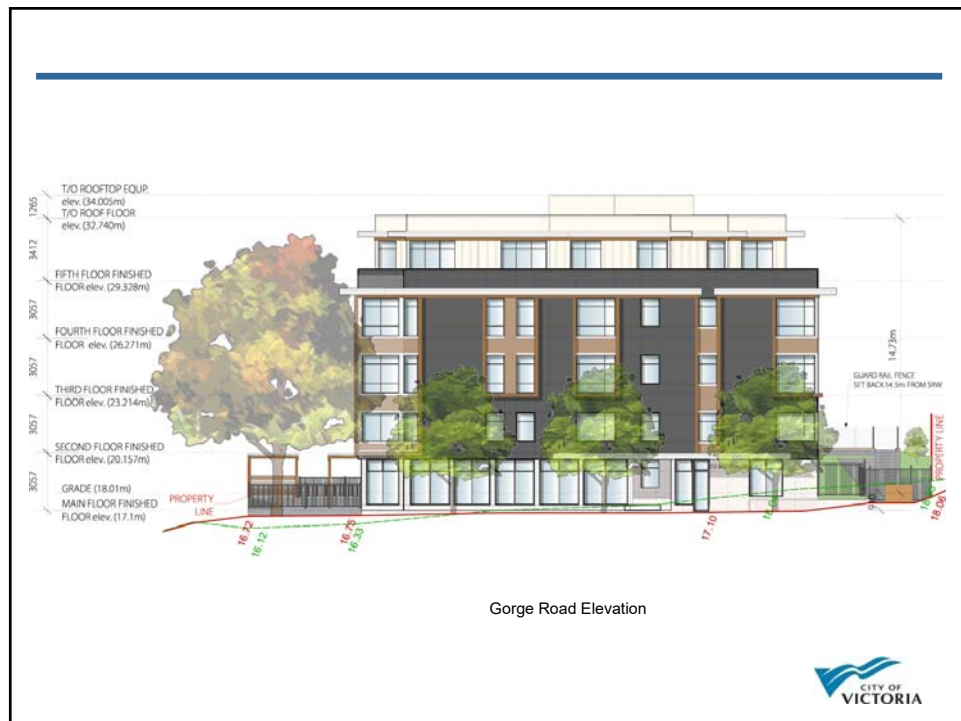 T/O ROOFTOP EQUP.
elev. (34.005m)
T/O ROOF FLOOR
elev. (32.740m)
FIFTH FLOOR FINISHED
FLOOR elev. (29.328m)
FOURTH FLOOR FINISHED
FLOOR elev. (26.271m)
THIRD FLOOR FINISHED
FLOOR elev. (23.214m)
SECOND FLOOR FINISHED
FLOOR elev. (20.157m)
GRADE (18.01m)
MAIN FLOOR FINISHED
FLOOR elev. (17.1m)
1265
3412
3057
3057
3057
3057
PROPERTY
LINE
16.72
16.12
16.75
16.33
17.10
14.73m
GUARD RAIL FENCE
SET BACK 14.5m FROM SRW
PROPERTY LINE
18.06
Gorge Road Elevation
CITY OF
VICTORIA